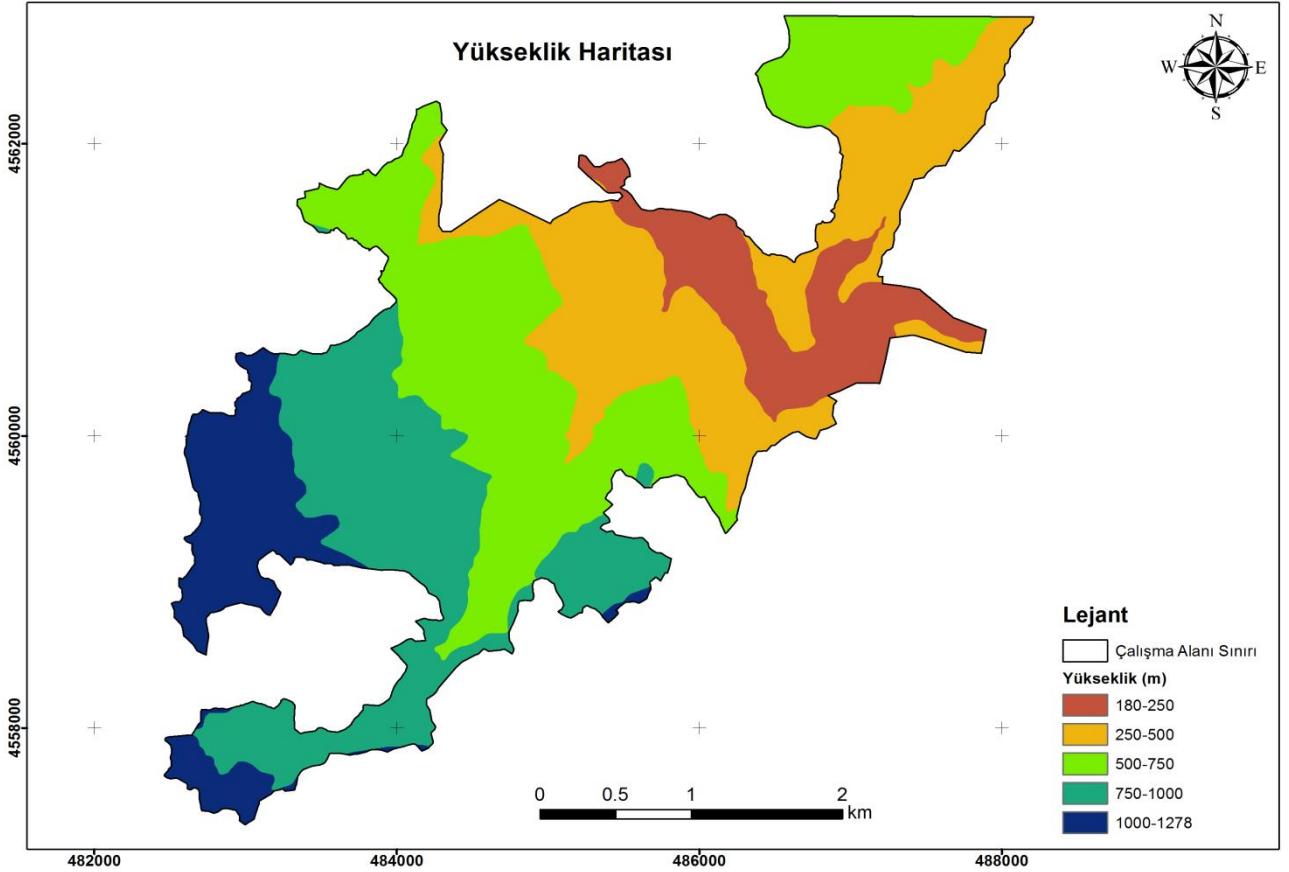 Yükseklik Haritası
N
W E
S
4562000
4560000
4558000
Lejant
Çalışma Alanı Sınırı
Yükseklik (m)
180-250
250-500
500-750
750-1000
1000-1278
0 0.5 1 2
km
482000 484000 486000 488000